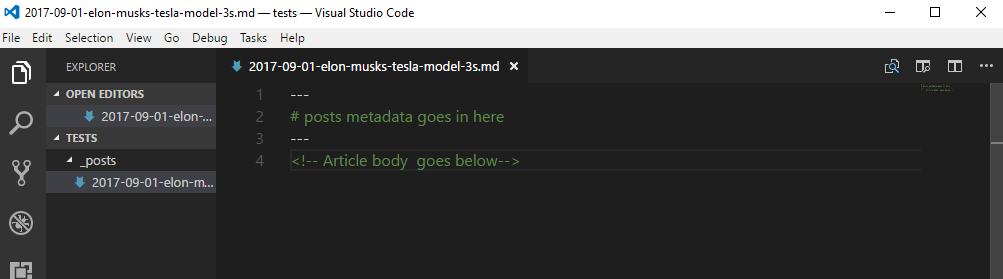 2017-09-01-elon-musks-tesla-model-3s.md — tests — Visual Studio Code
File Edit Selection View Go Debug Tasks Help
EXPLORER
OPEN EDITORS
2017-09-01-elon-...
TESTS
_posts
2017-09-01-elon-m...
2017-09-01-elon-musks-tesla-model-3s.md
1 ---
2 # posts metadata goes in here
3 ---
4 <!-- Article body  goes below-->